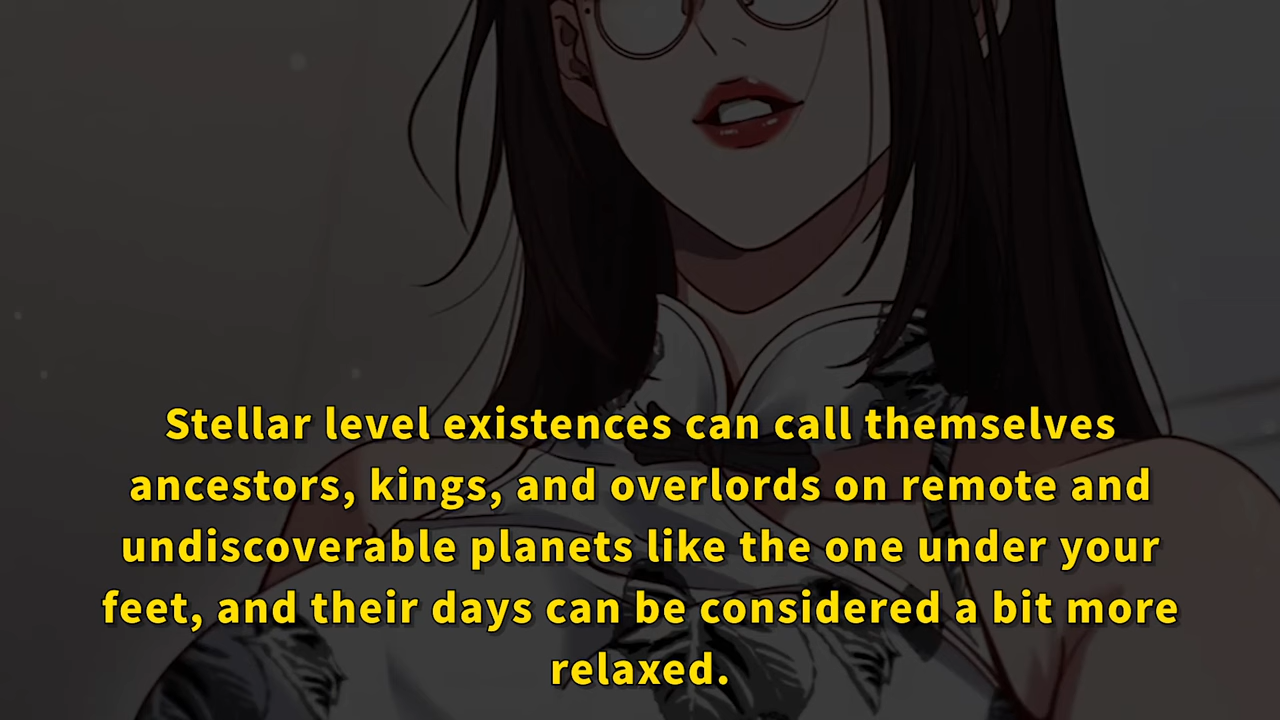 Stellar level existences can call themselves
ancestors, kings, and overlords on remote and
undiscoverable planets like the one under your
feet, and their days can be considered a bit more
relaxed.